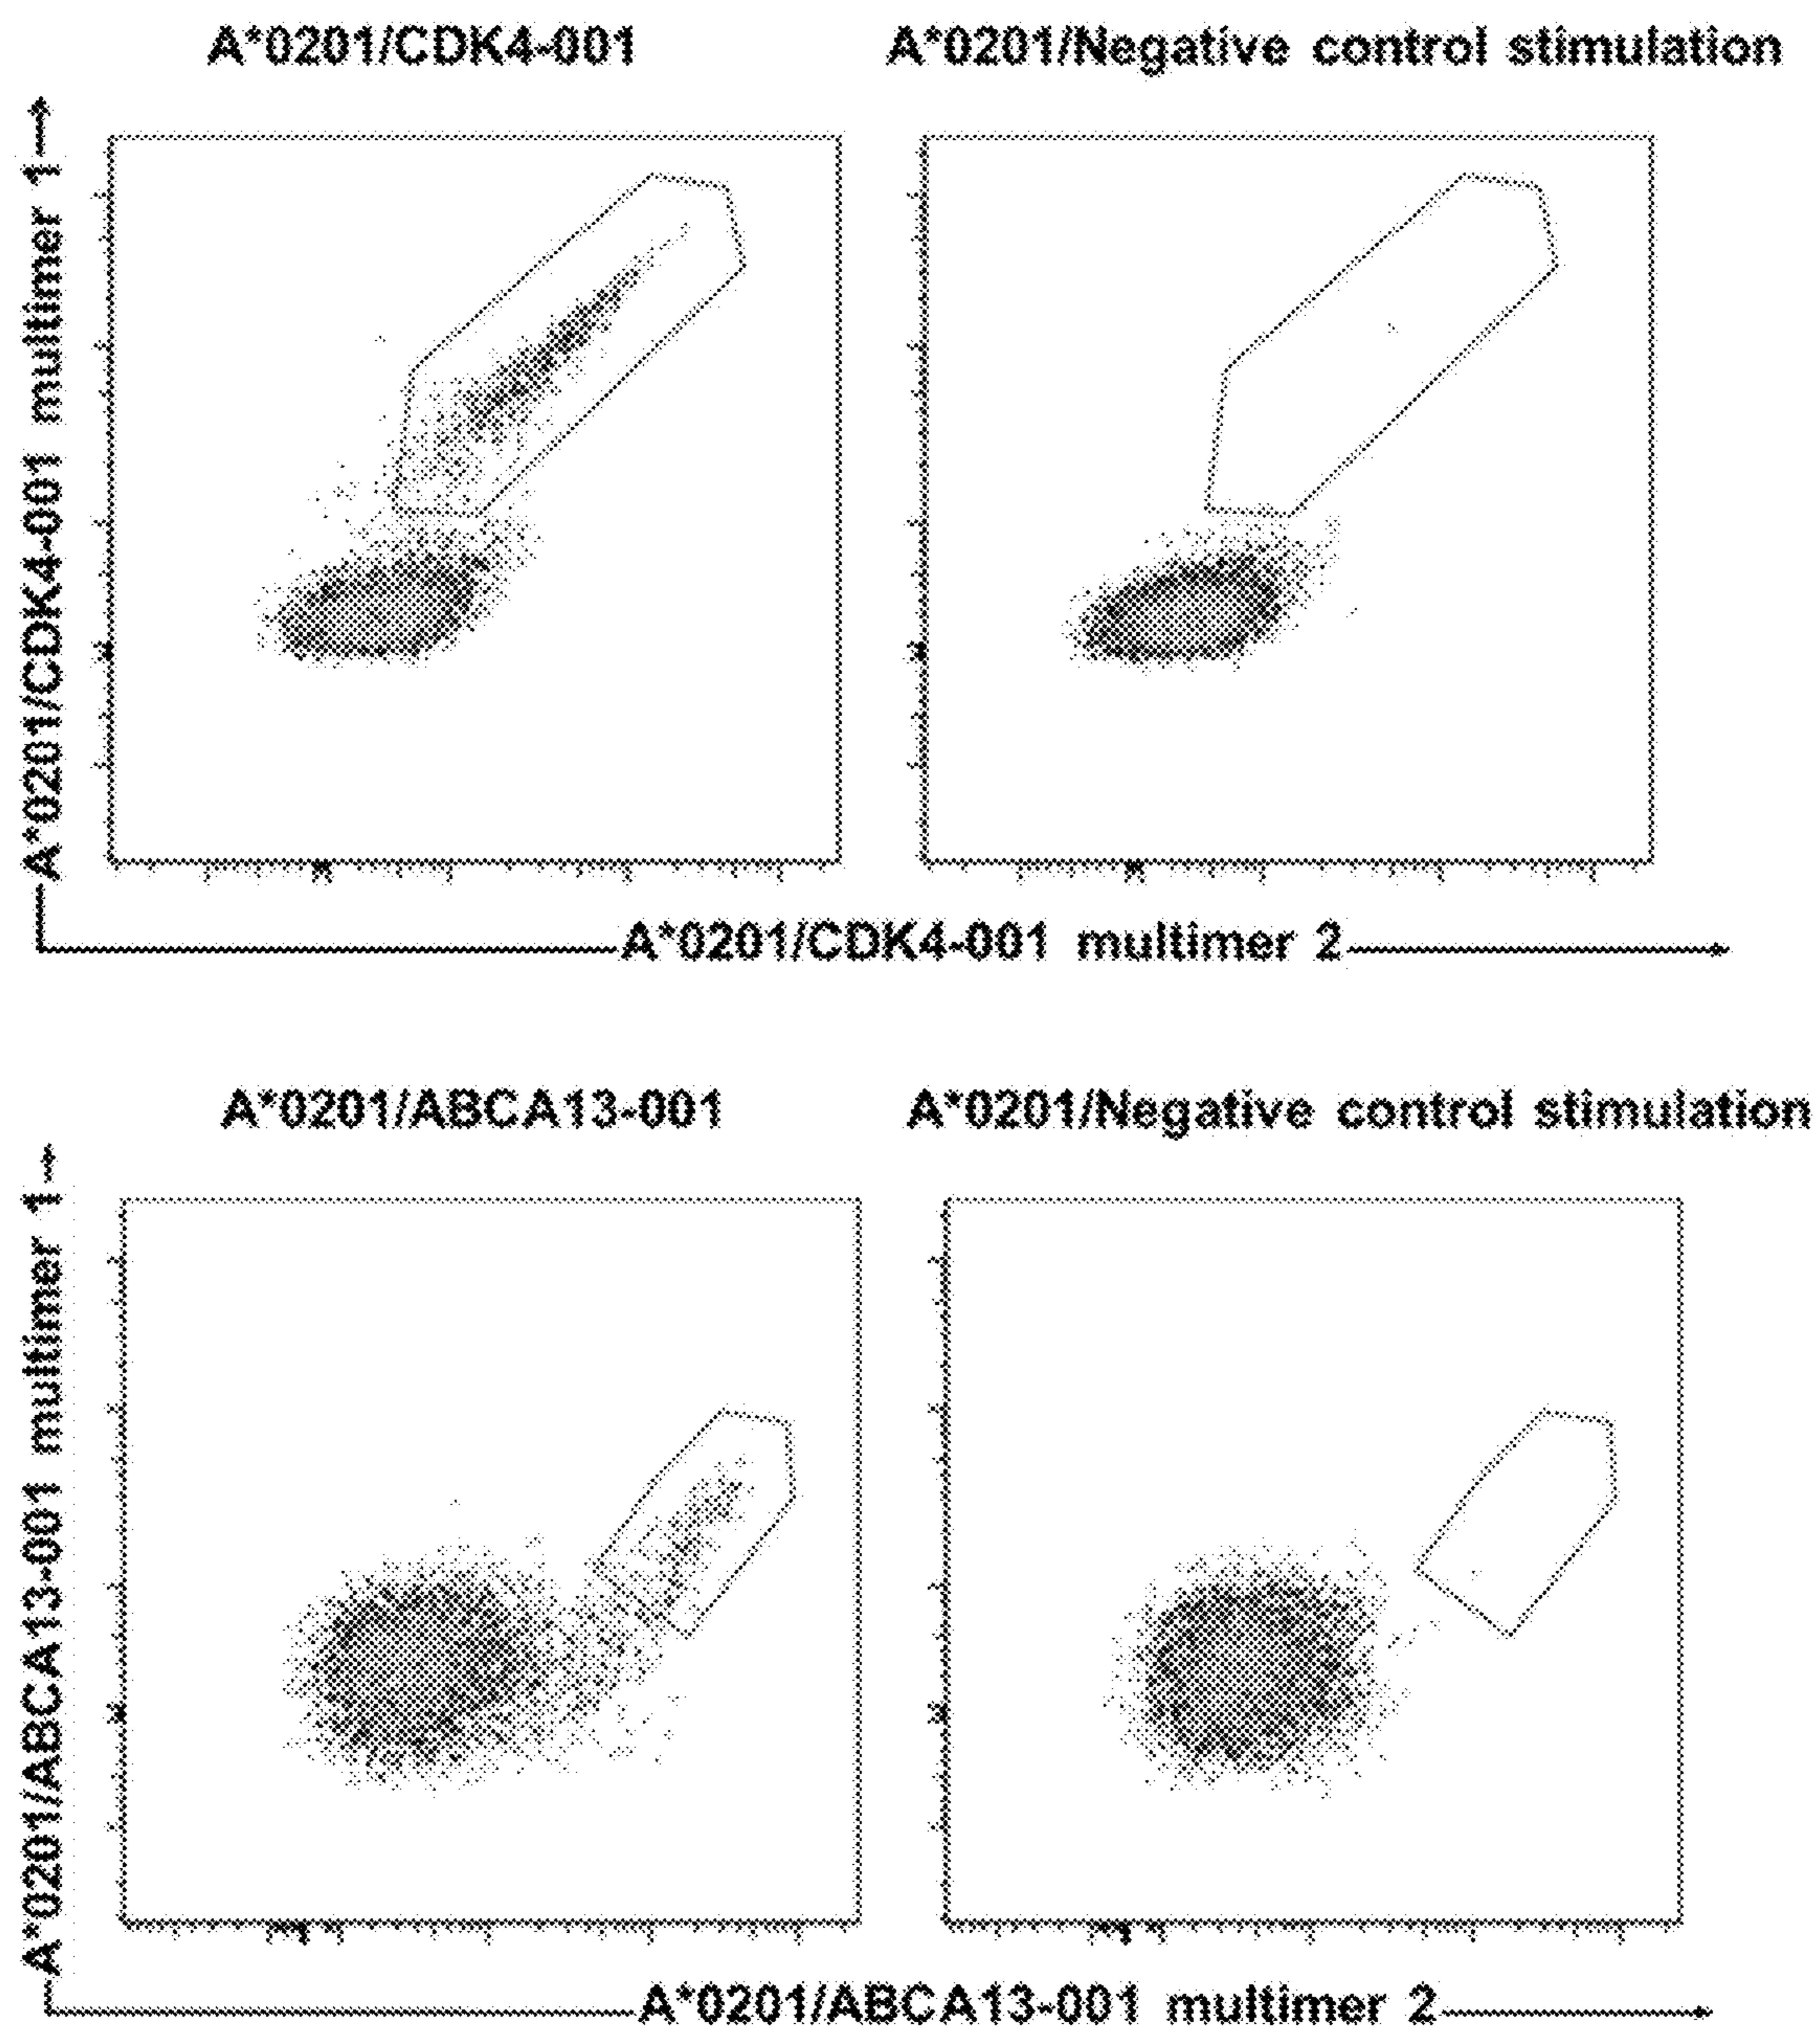 A*0201/CDK4-001
A*0201/Negative control stimulation
A*0201/CDK4-001 multimer 1
A*0201/CDK4-001 multimer 2
A*0201/ABCA13-001
A*0201/Negative control stimulation
A*0201/ABCA13-001 multimer 1
A*0201/ABCA13-001 multimer 2